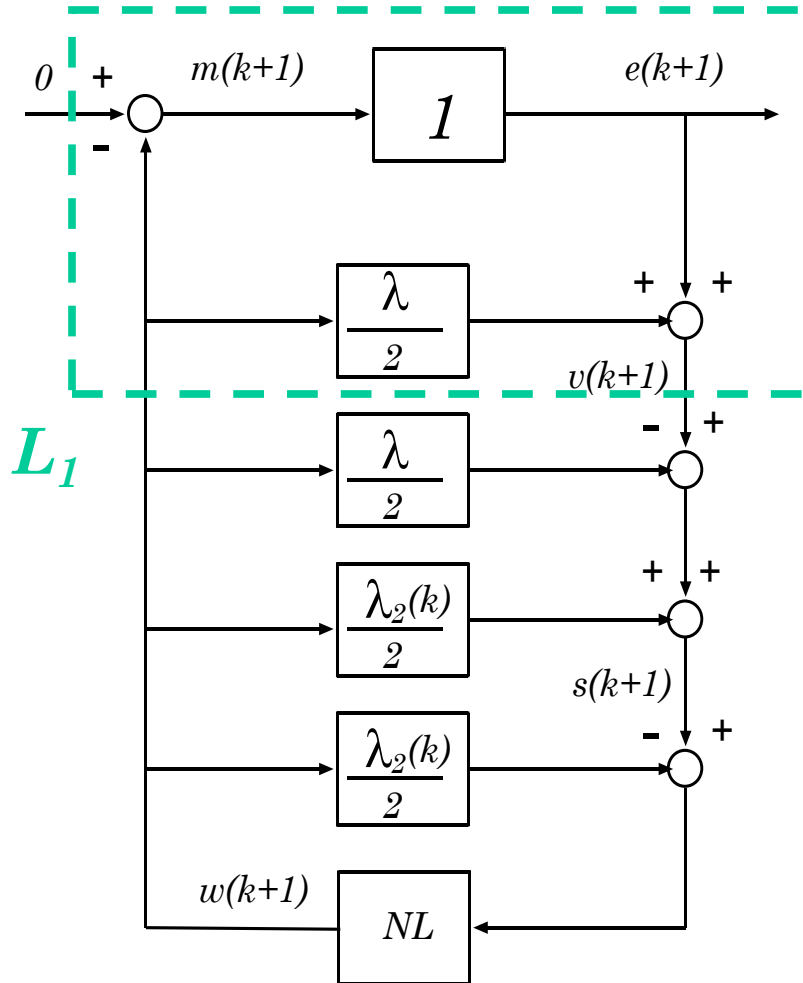 0 + m(k+1) 1 e(k+1)
-
λ/2 + +
v(k+1)
L₁ λ/2 - +
λ₂(k)/2 + +
s(k+1)
λ₂(k)/2 - +
w(k+1) NL